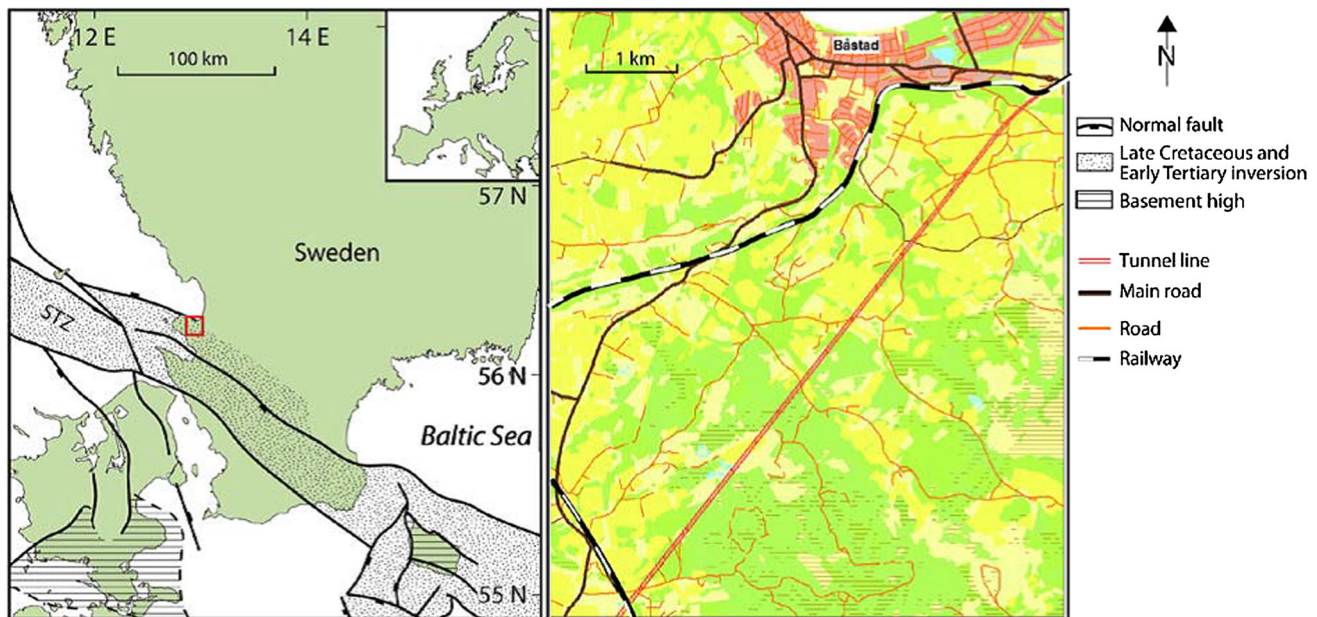 12 E
14 E
100 km
57 N
Sweden
STZ
56 N
Baltic Sea
55 N
Båstad
1 km
N
Normal fault
Late Cretaceous and
Early Tertiary inversion
Basement high
Tunnel line
Main road
Road
Railway